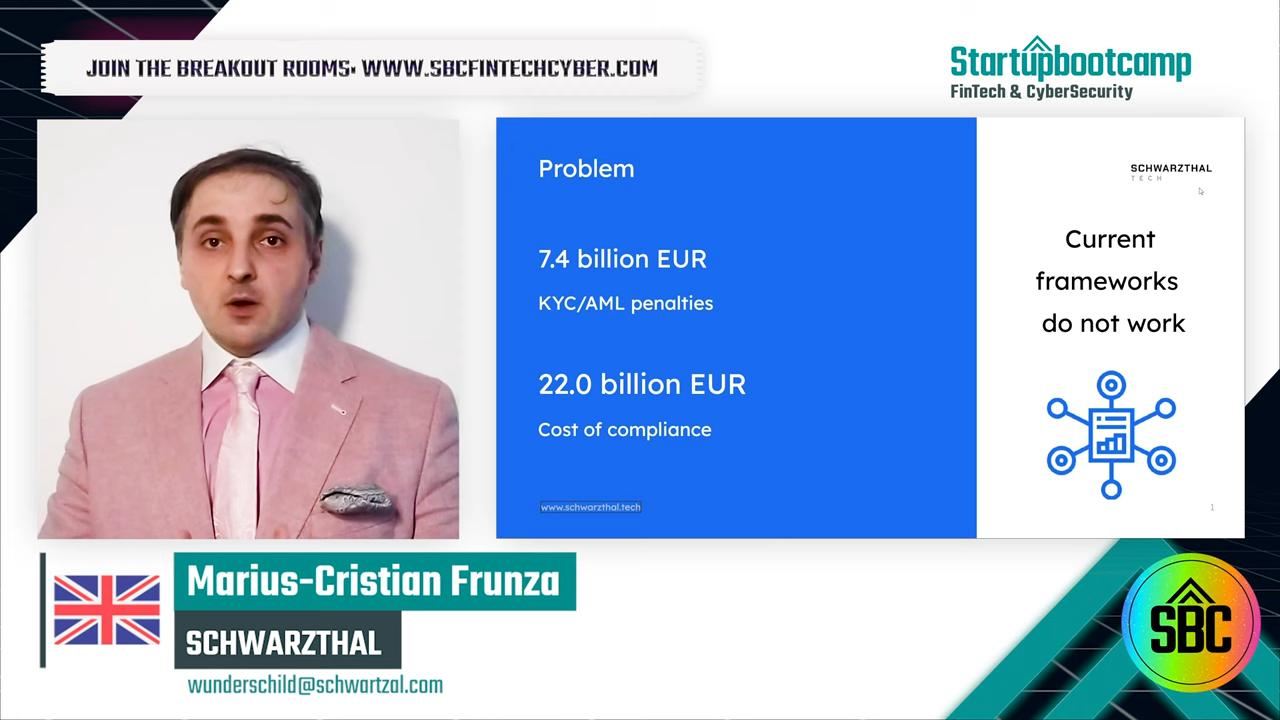 JOIN THE BREAKOUT ROOMS: WWW.SBCFINTECHCYBER.COM
Startupbootcamp
FinTech & CyberSecurity
Problem
7.4 billion EUR
KYC/AML penalties
22.0 billion EUR
Cost of compliance
www.schwarzthal.tech
SCHWARZTHAL
TECH
Current
frameworks
do not work
1
Marius-Cristian Frunza
SCHWARZTHAL
wunderschild@schwartzal.com
SBC